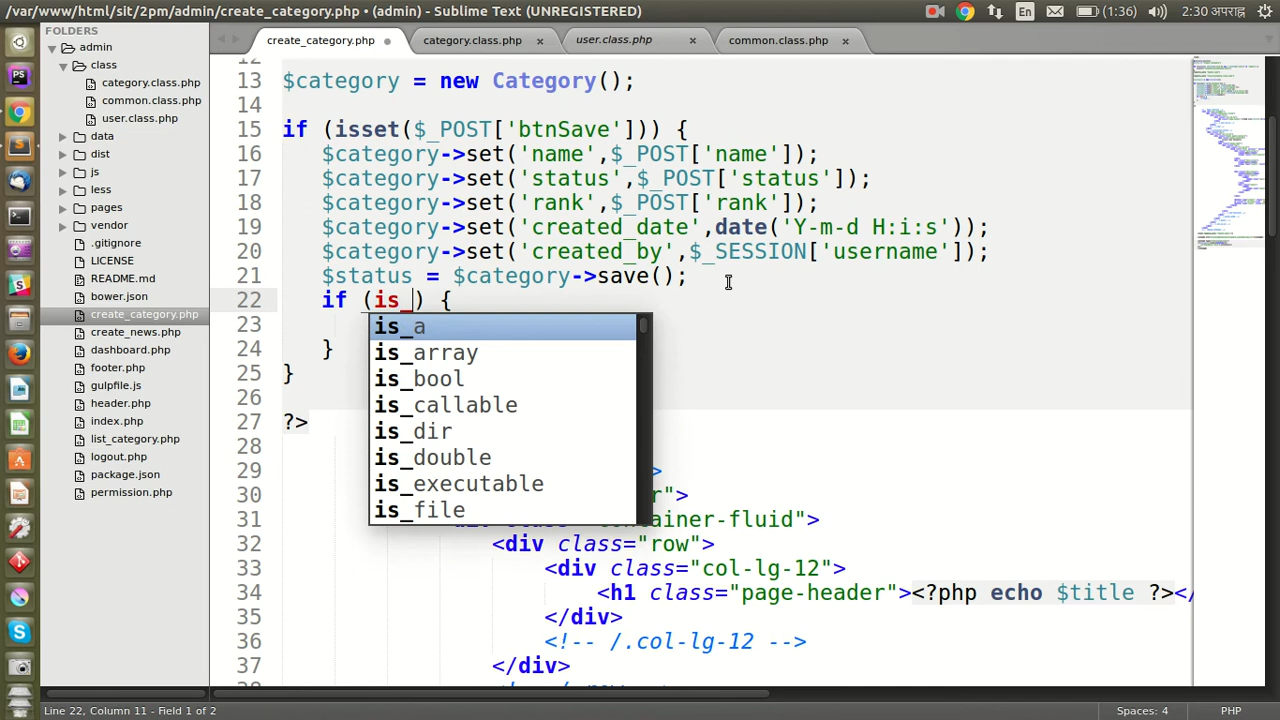 /var/www/html/sit/2pm/admin/create_category.php • (admin) - Sublime Text (UNREGISTERED)
En
(1:36)
2:30 अपराह्न
FOLDERS
admin
class
category.class.php
common.class.php
user.class.php
data
dist
js
less
pages
vendor
.gitignore
LICENSE
README.md
bower.json
create_category.php
create_news.php
dashboard.php
footer.php
gulpfile.js
header.php
index.php
list_category.php
logout.php
package.json
permission.php
create_category.php
category.class.php
user.class.php
common.class.php
12
13 $category = new Category();
14
15 if (isset($_POST['btnSave'])) {
16 $category->set('name',$_POST['name']);
17 $category->set('status',$_POST['status']);
18 $category->set('rank',$_POST['rank']);
19 $category->set('created_date',date('Y-m-d H:i:s'));
20 $category->set('created_by',$_SESSION['username']);
21 $status = $category->save();
22 if (is_) {
23
24 }
25 }
26
27 ?>
28
29 >
30 r">
31 container-fluid">
32 <div class="row">
33 <div class="col-lg-12">
34 <h1 class="page-header"><?php echo $title ?></
35 </div>
36 <!-- /.col-lg-12 -->
37 </div>
is_a
is_array
is_bool
is_callable
is_dir
is_double
is_executable
is_file
Line 22, Column 11 - Field 1 of 2
Spaces: 4
PHP